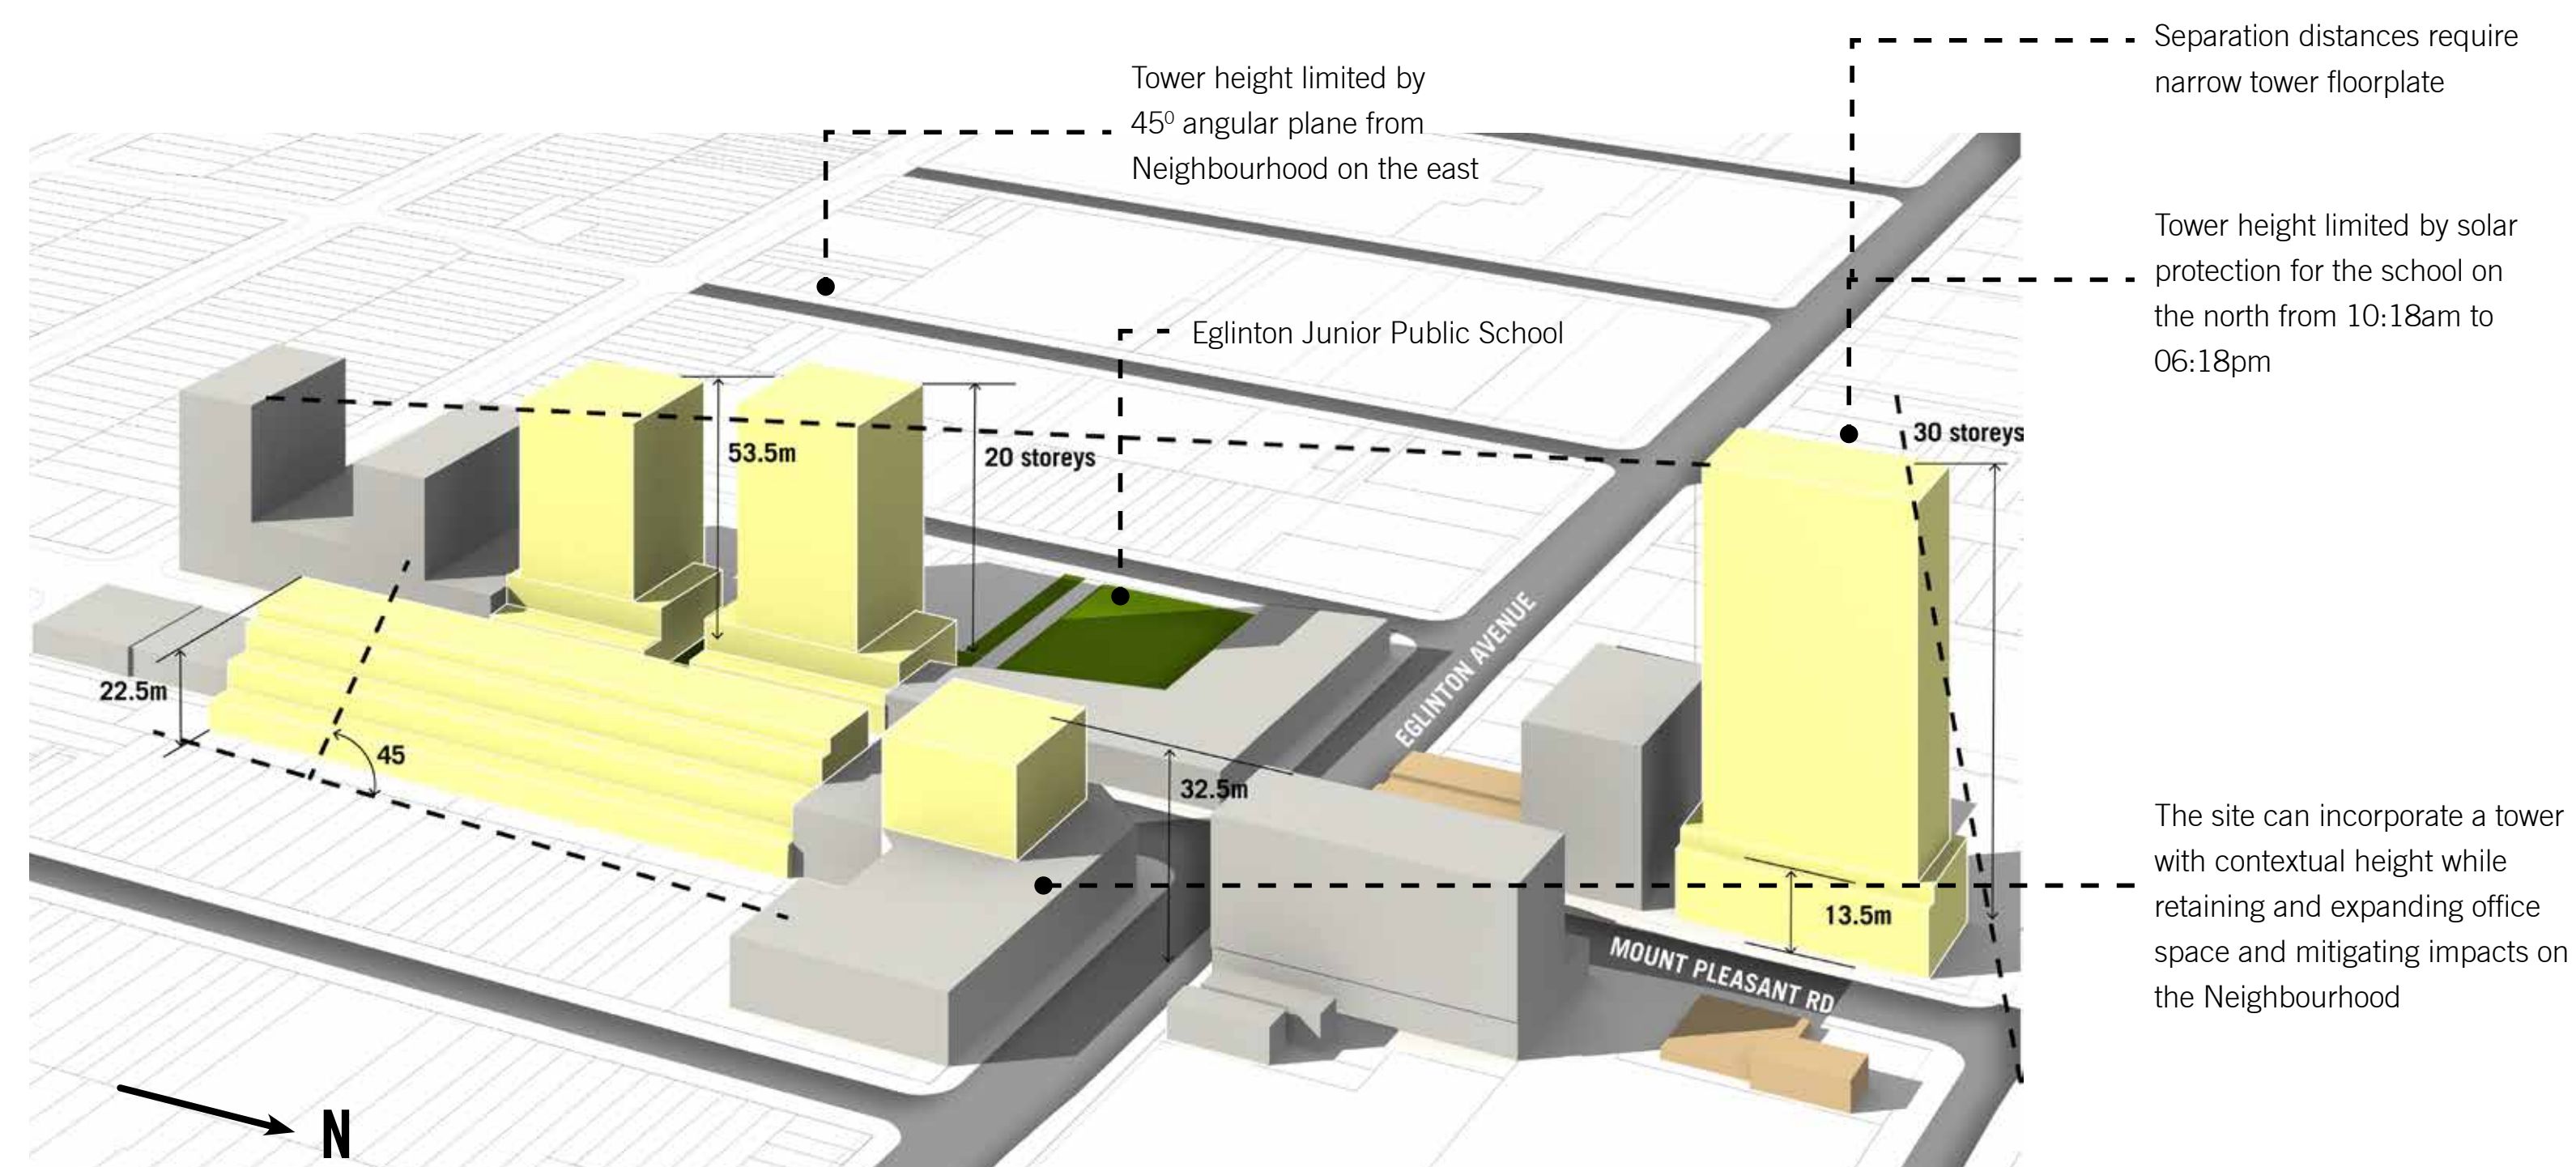 Separation distances require
narrow tower floorplate
Tower height limited by
45⁰ angular plane from
Neighbourhood on the east
Tower height limited by solar
protection for the school on
the north from 10:18am to
06:18pm
Eglinton Junior Public School
30 storeys
53.5m
20 storeys
EGLINTON AVENUE
22.5m
45
32.5m
The site can incorporate a tower
with contextual height while
retaining and expanding office
space and mitigating impacts on
the Neighbourhood
13.5m
MOUNT PLEASANT RD
N